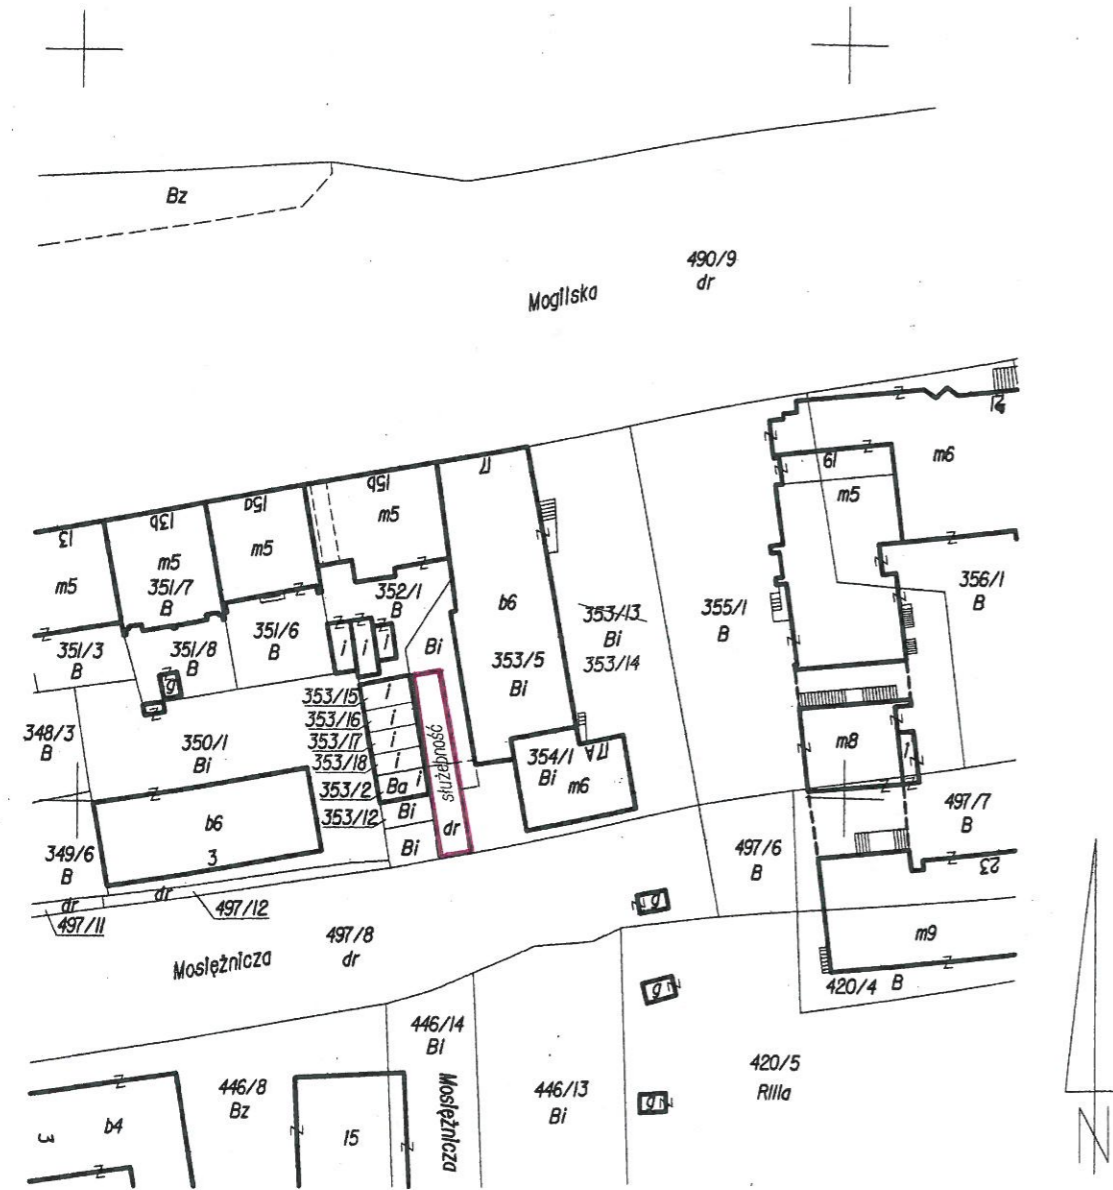 Bz
490/9
dr
Mogilska
13
13b
15a
15b
17
21
m6
19
m5
m5
m5
m5
351/7
B
m5
352/1
B
356/1
B
b6
353/13
Bi
353/14
355/1
B
351/3
B
351/8
B
351/6
B
i
i
i
Bi
353/5
Bi
g
353/15
i
353/16
i
353/17
i
353/18
i
353/2
Ba
i
353/12
Bi
Bi
służebność
dr
348/3
B
350/1
Bi
354/1
Bi
17A
m6
m8
i
b6
3
349/6
B
497/7
B
497/6
B
23
dr
dr
497/11
497/12
g
m9
Mosiężnicza
497/8
dr
g
420/4
B
446/14
Bi
446/8
Bz
Mosiężnicza
446/13
Bi
g
420/5
RIIIa
3
b4
i5
N